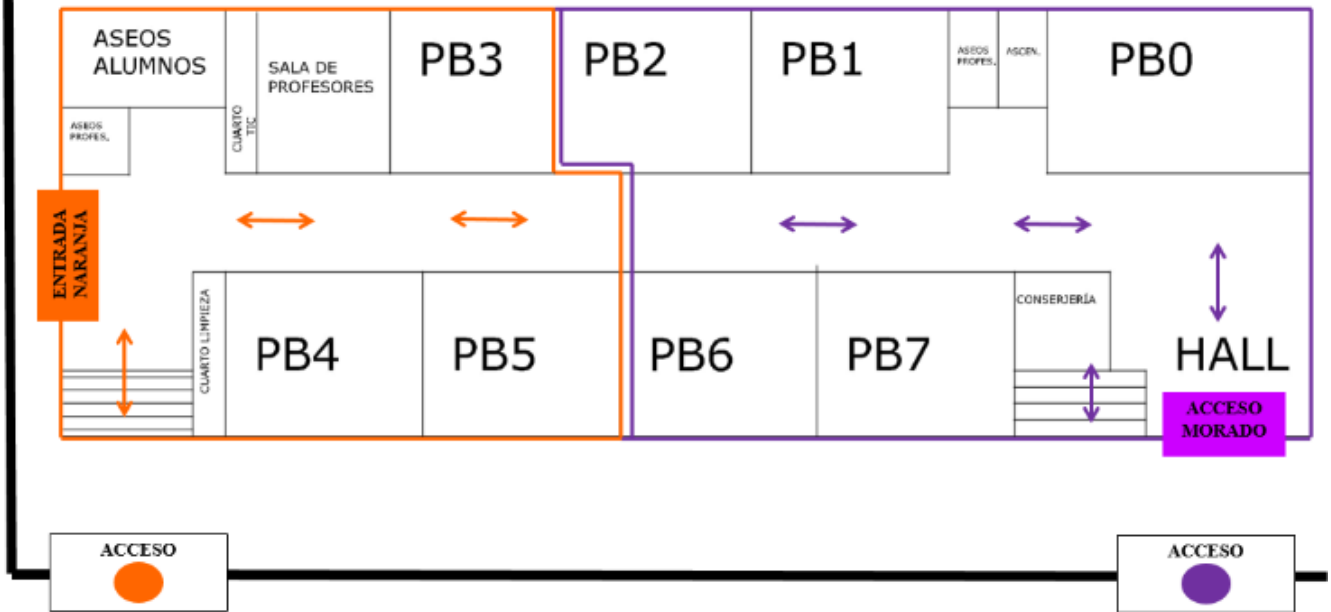 ASEOS
ALUMNOS
SALA DE
PROFESORES
PB3
PB2
PB1
ASEOS
PROFES.
ASCEN.
PB0
CUARTO
TIC
ASEOS
PROFES.
ENTRADA
NARANJA
CUARTO LIMPIEZA
PB4
PB5
PB6
PB7
CONSERJERÍA
HALL
ACCESO
MORADO
ACCESO
ACCESO